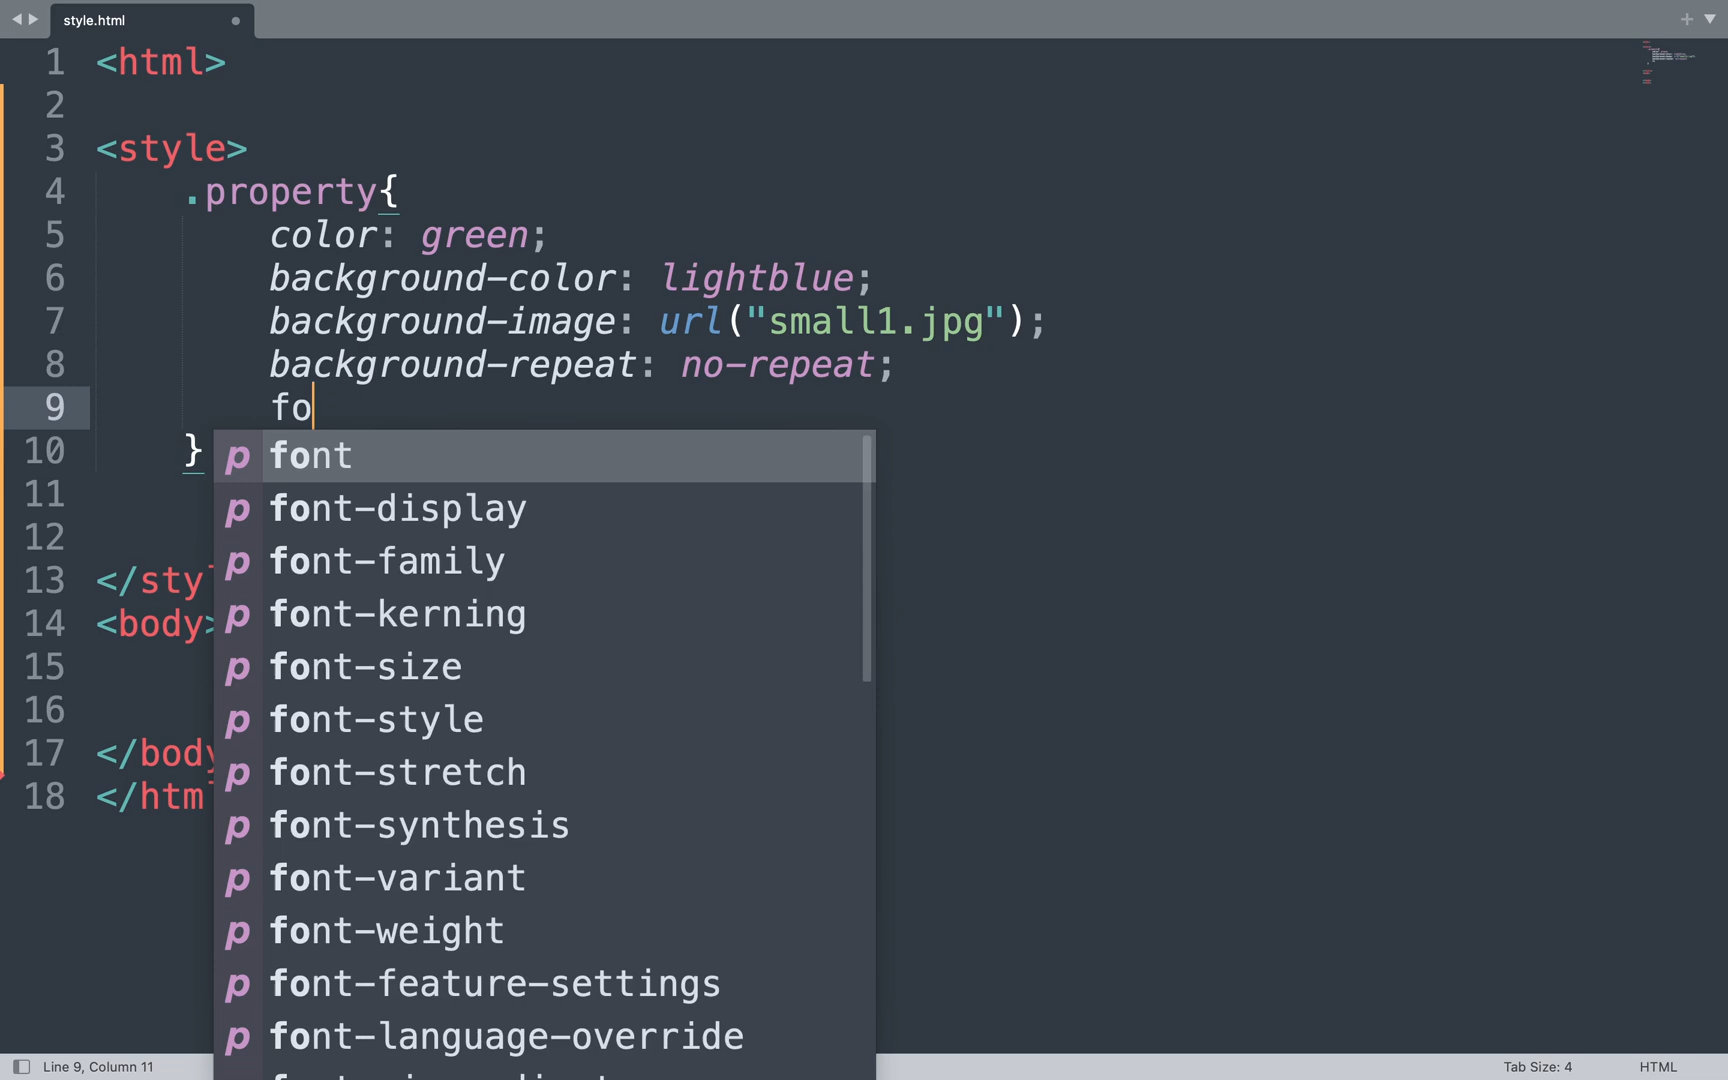 style.html
1 <html>
2
3 <style>
4 .property{
5 color: green;
6 background-color: lightblue;
7 background-image: url("small1.jpg");
8 background-repeat: no-repeat;
9 fo
10 }
p font
11
p font-display
12
p font-family
13 </sty
14 <body>
p font-kerning
15
p font-size
16
p font-style
17 </body
p font-stretch
18 </htm
p font-synthesis
p font-variant
p font-weight
p font-feature-settings
p font-language-override
Line 9, Column 11
Tab Size: 4
HTML